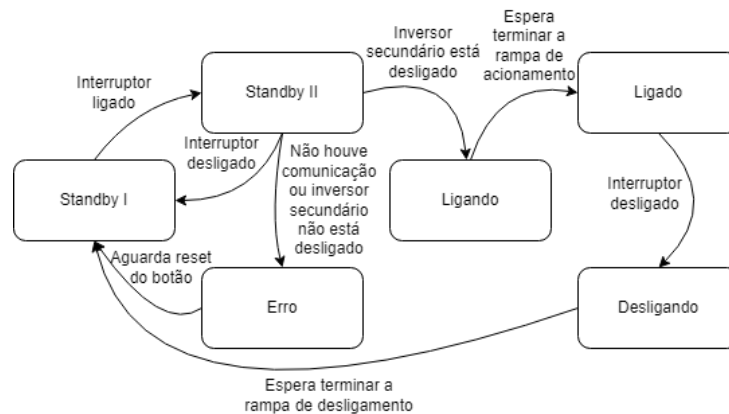 Interruptor
ligado
Standby II
Inversor
secundário está
desligado
Espera
terminar a
rampa de
acionamento
Ligado
Interruptor
desligado
Não houve
comunicação
ou inversor
secundário
não está
desligado
Standby I
Ligando
Interruptor
desligado
Aguarda reset
do botão
Erro
Desligando
Espera terminar a
rampa de desligamento